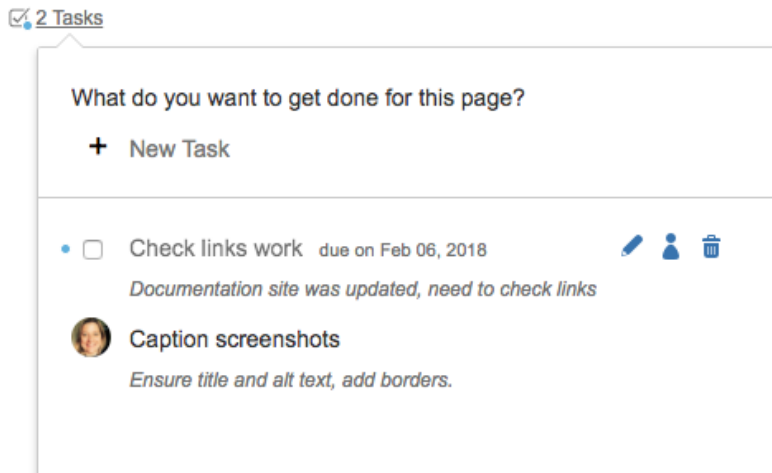 2 Tasks
What do you want to get done for this page?
+ New Task
Check links work due on Feb 06, 2018
Documentation site was updated, need to check links
Caption screenshots
Ensure title and alt text, add borders.